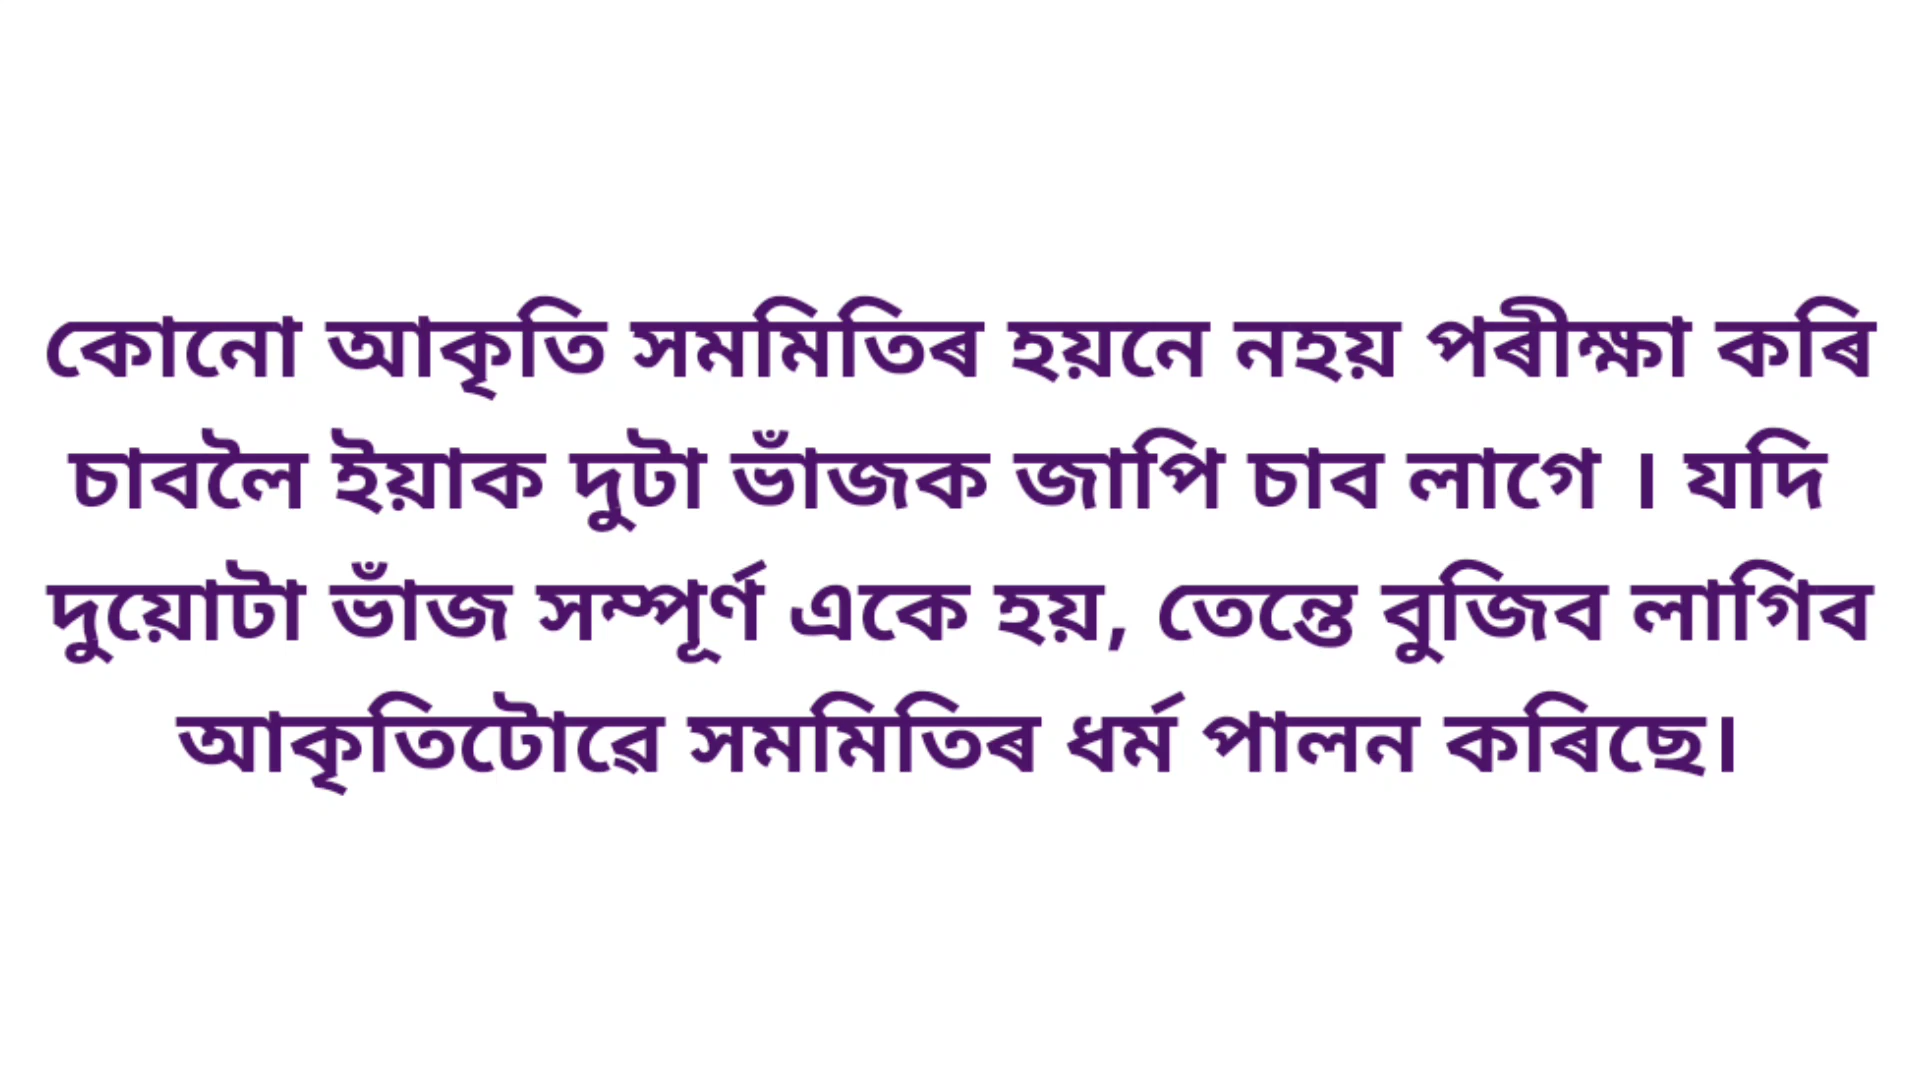 কোনো আকৃতি সমমিতিৰ হয়নে নহয় পৰীক্ষা কৰি
চাবলৈ ইয়াক দুটা ভাঁজক জাপি চাব লাগে । যদি
দুয়োটা ভাঁজ সম্পূৰ্ণ একে হয়, তেন্তে বুজিব লাগিব
আকৃতিটোৱে সমমিতিৰ ধৰ্ম পালন কৰিছে।